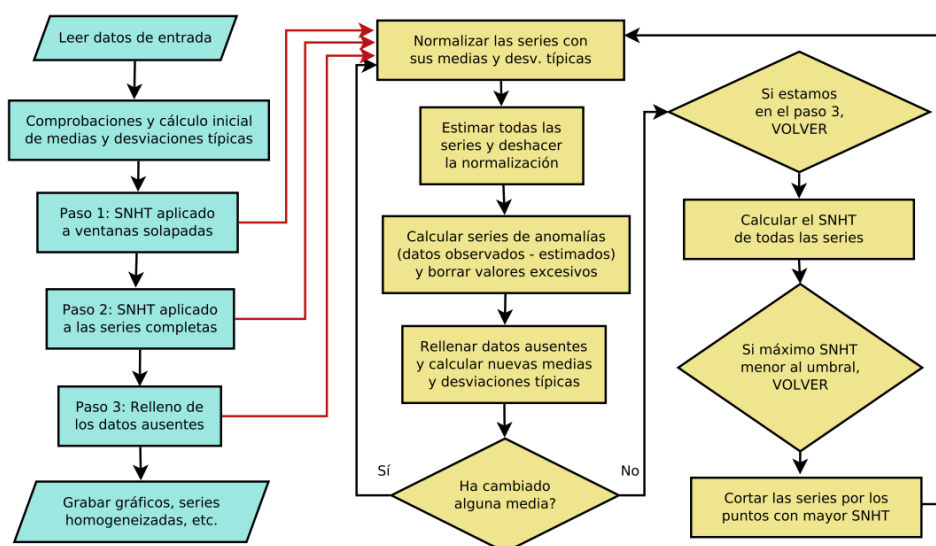 Leer datos de entrada
Comprobaciones y cálculo inicial
de medias y desviaciones típicas
Paso 1: SNHT aplicado
a ventanas solapadas
Paso 2: SNHT aplicado
a las series completas
Paso 3: Relleno de
los datos ausentes
Grabar gráficos, series
homogeneizadas, etc.
Normalizar las series con
sus medias y desv. típicas
Estimar todas las
series y deshacer
la normalización
Calcular series de anomalías
(datos observados - estimados)
y borrar valores excesivos
Rellenar datos ausentes
y calcular nuevas medias
y desviaciones típicas
Sí
Ha cambiado
alguna media?
No
Si estamos
en el paso 3,
VOLVER
Calcular el SNHT
de todas las series
Si máximo SNHT
menor al umbral,
VOLVER
Cortar las series por los
puntos con mayor SNHT